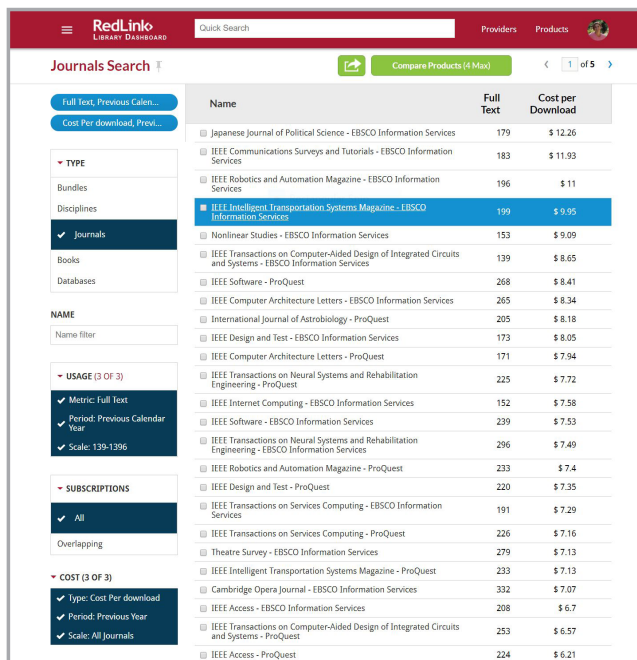 RedLink
LIBRARY DASHBOARD
Quick Search
Providers
Products
Journals Search
Compare Products (4 Max)
1 of 5
Full Text, Previous Calen...
Cost Per download, Previ...
TYPE
Bundles
Disciplines
Journals
Books
Databases
NAME
Name filter
USAGE (3 OF 3)
Metric: Full Text
Period: Previous Calendar
Year
Scale: 139-1396
SUBSCRIPTIONS
All
Overlapping
COST (3 OF 3)
Type: Cost Per download
Period: Previous Year
Scale: All Journals
Name Full Text Cost per Download
Japanese Journal of Political Science - EBSCO Information Services 179 $ 12.26
IEEE Communications Surveys and Tutorials - EBSCO Information
Services 183 $ 11.93
IEEE Robotics and Automation Magazine - EBSCO Information
Services 196 $ 11
IEEE Intelligent Transportation Systems Magazine - EBSCO
Information Services 199 $ 9.95
Nonlinear Studies - EBSCO Information Services 153 $ 9.09
IEEE Transactions on Computer-Aided Design of Integrated Circuits
and Systems - EBSCO Information Services 139 $ 8.65
IEEE Software - ProQuest 268 $ 8.41
IEEE Computer Architecture Letters - EBSCO Information Services 265 $ 8.34
International Journal of Astrobiology - ProQuest 205 $ 8.18
IEEE Design and Test - EBSCO Information Services 173 $ 8.05
IEEE Computer Architecture Letters - ProQuest 171 $ 7.94
IEEE Transactions on Neural Systems and Rehabilitation
Engineering - ProQuest 225 $ 7.72
IEEE Internet Computing - EBSCO Information Services 152 $ 7.58
IEEE Software - EBSCO Information Services 239 $ 7.53
IEEE Transactions on Neural Systems and Rehabilitation
Engineering - EBSCO Information Services 296 $ 7.49
IEEE Robotics and Automation Magazine - ProQuest 233 $ 7.4
IEEE Design and Test - ProQuest 220 $ 7.35
IEEE Transactions on Services Computing - EBSCO Information
Services 191 $ 7.29
IEEE Transactions on Services Computing - ProQuest 226 $ 7.16
Theatre Survey - EBSCO Information Services 279 $ 7.13
IEEE Intelligent Transportation Systems Magazine - ProQuest 233 $ 7.13
Cambridge Opera Journal - EBSCO Information Services 332 $ 7.07
IEEE Access - EBSCO Information Services 208 $ 6.7
IEEE Transactions on Computer-Aided Design of Integrated Circuits
and Systems - ProQuest 253 $ 6.57
IEEE Access - ProQuest 224 $ 6.21